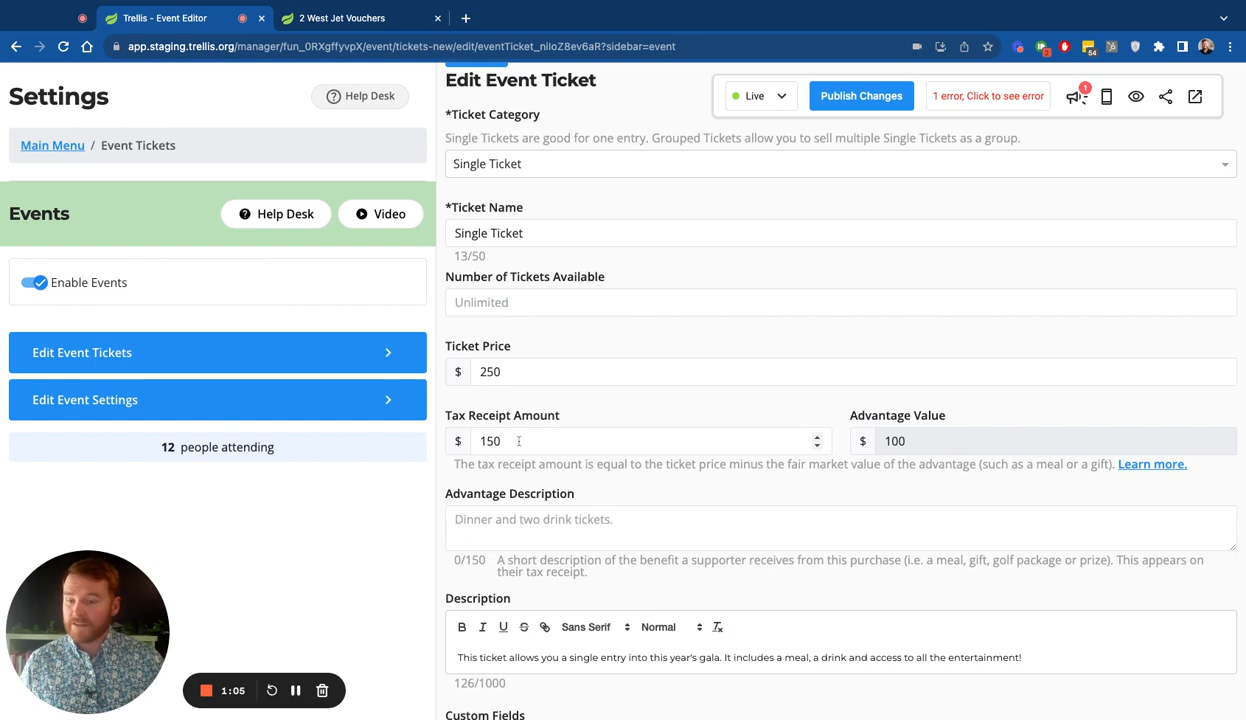 Trellis - Event Editor
2 West Jet Vouchers
app.staging.trellis.org/manager/fun_0RXgffyvpX/event/tickets-new/edit/eventTicket_niIoZ8ev6aR?sidebar=event
2
54
Settings
Help Desk
Main Menu / Event Tickets
Events
Help Desk
Video
Enable Events
Edit Event Tickets
Edit Event Settings
12 people attending
1:05
Edit Event Ticket
Live
Publish Changes
1 error, Click to see error
1
*Ticket Category
Single Tickets are good for one entry. Grouped Tickets allow you to sell multiple Single Tickets as a group.
Single Ticket
*Ticket Name
Single Ticket
13/50
Number of Tickets Available
Unlimited
Ticket Price
$ 250
Tax Receipt Amount
Advantage Value
$ 150
$ 100
The tax receipt amount is equal to the ticket price minus the fair market value of the advantage (such as a meal or a gift). Learn more.
Advantage Description
Dinner and two drink tickets.
0/150 A short description of the benefit a supporter receives from this purchase (i.e. a meal, gift, golf package or prize). This appears on
their tax receipt.
Description
B I U S Sans Serif Normal Tx
This ticket allows you a single entry into this year's gala. It includes a meal, a drink and access to all the entertainment!
126/1000
Custom Fields